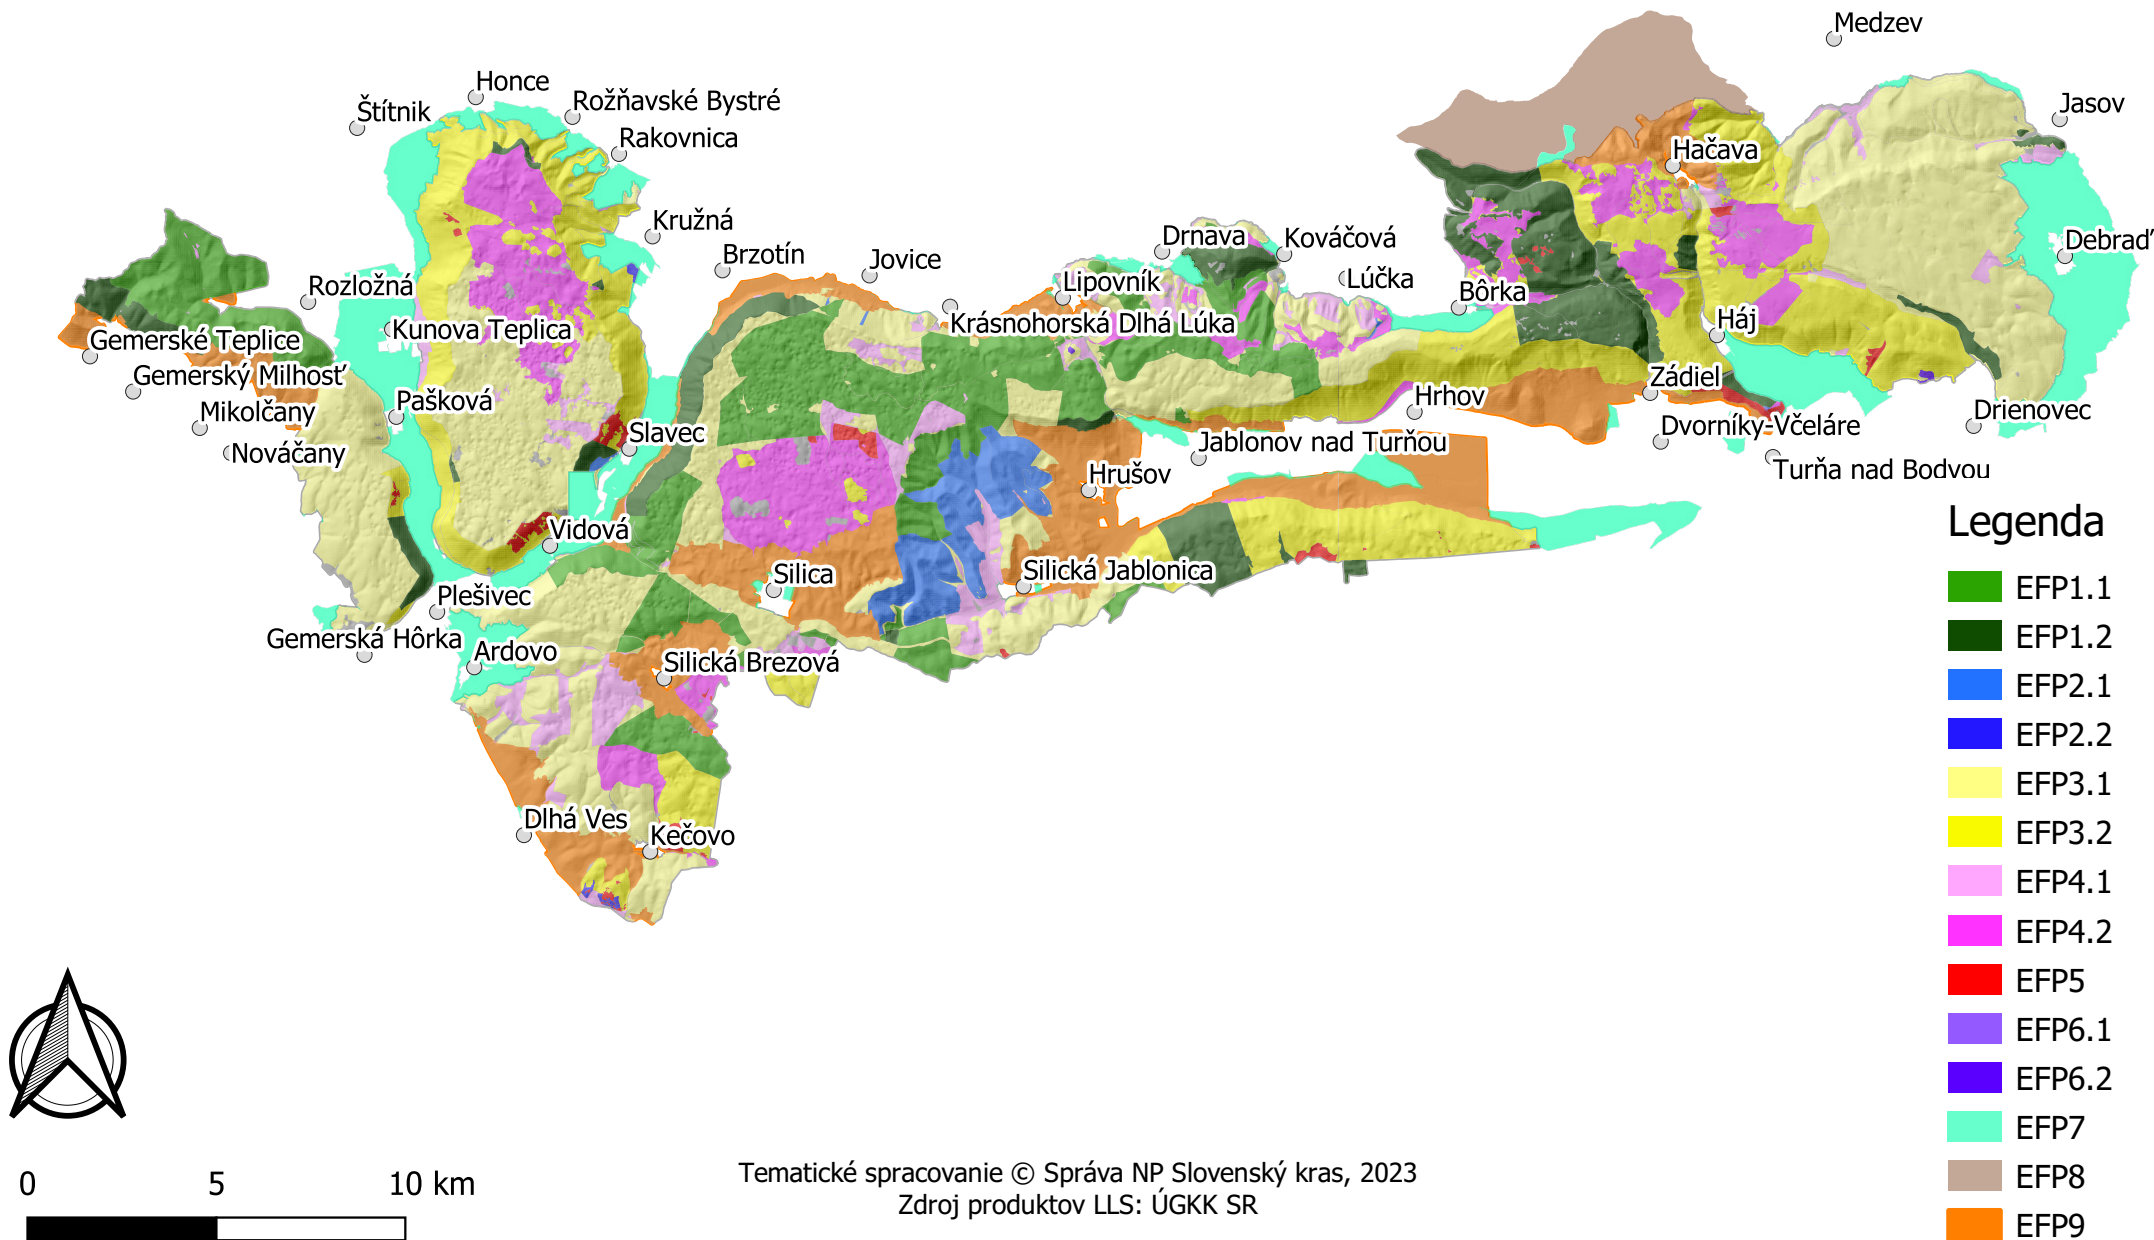 Medzev
Honce
Štítnik
Rožňavské Bystré
Jasov
Rakovnica
Hačava
Kružná
Drnava
Kováčová
Debraď
Brzotín
Jovice
Lúčka
Rozložná
Lipovník
Bôrka
Kunova Teplica
Krásnohorská Dlhá Lúka
Háj
Gemerské Teplice
Gemerský Milhosť
Zádiel
Pašková
Hrhov
Mikolčany
Drienovec
Slavec
Dvorníky-Včeláre
Nováčany
Jablonov nad Turňou
Turňa nad Bodvou
Hrušov
Vidová
Silica
Silická Jablonica
Plešivec
Gemerská Hôrka
Ardovo
Silická Brezová
Dlhá Ves
Kečovo
Legenda
EFP1.1
EFP1.2
EFP2.1
EFP2.2
EFP3.1
EFP3.2
EFP4.1
EFP4.2
EFP5
EFP6.1
EFP6.2
EFP7
EFP8
EFP9
0 5 10 km
Tematické spracovanie © Správa NP Slovenský kras, 2023
Zdroj produktov LLS: ÚGKK SR